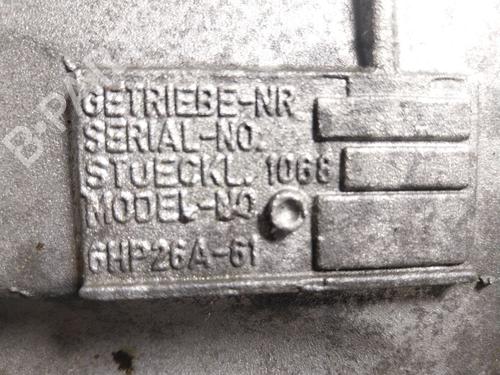 GETRIEBE-NR
SERIAL-NO.
STUECKL. 1068
MODEL-NO
6HP26A-61